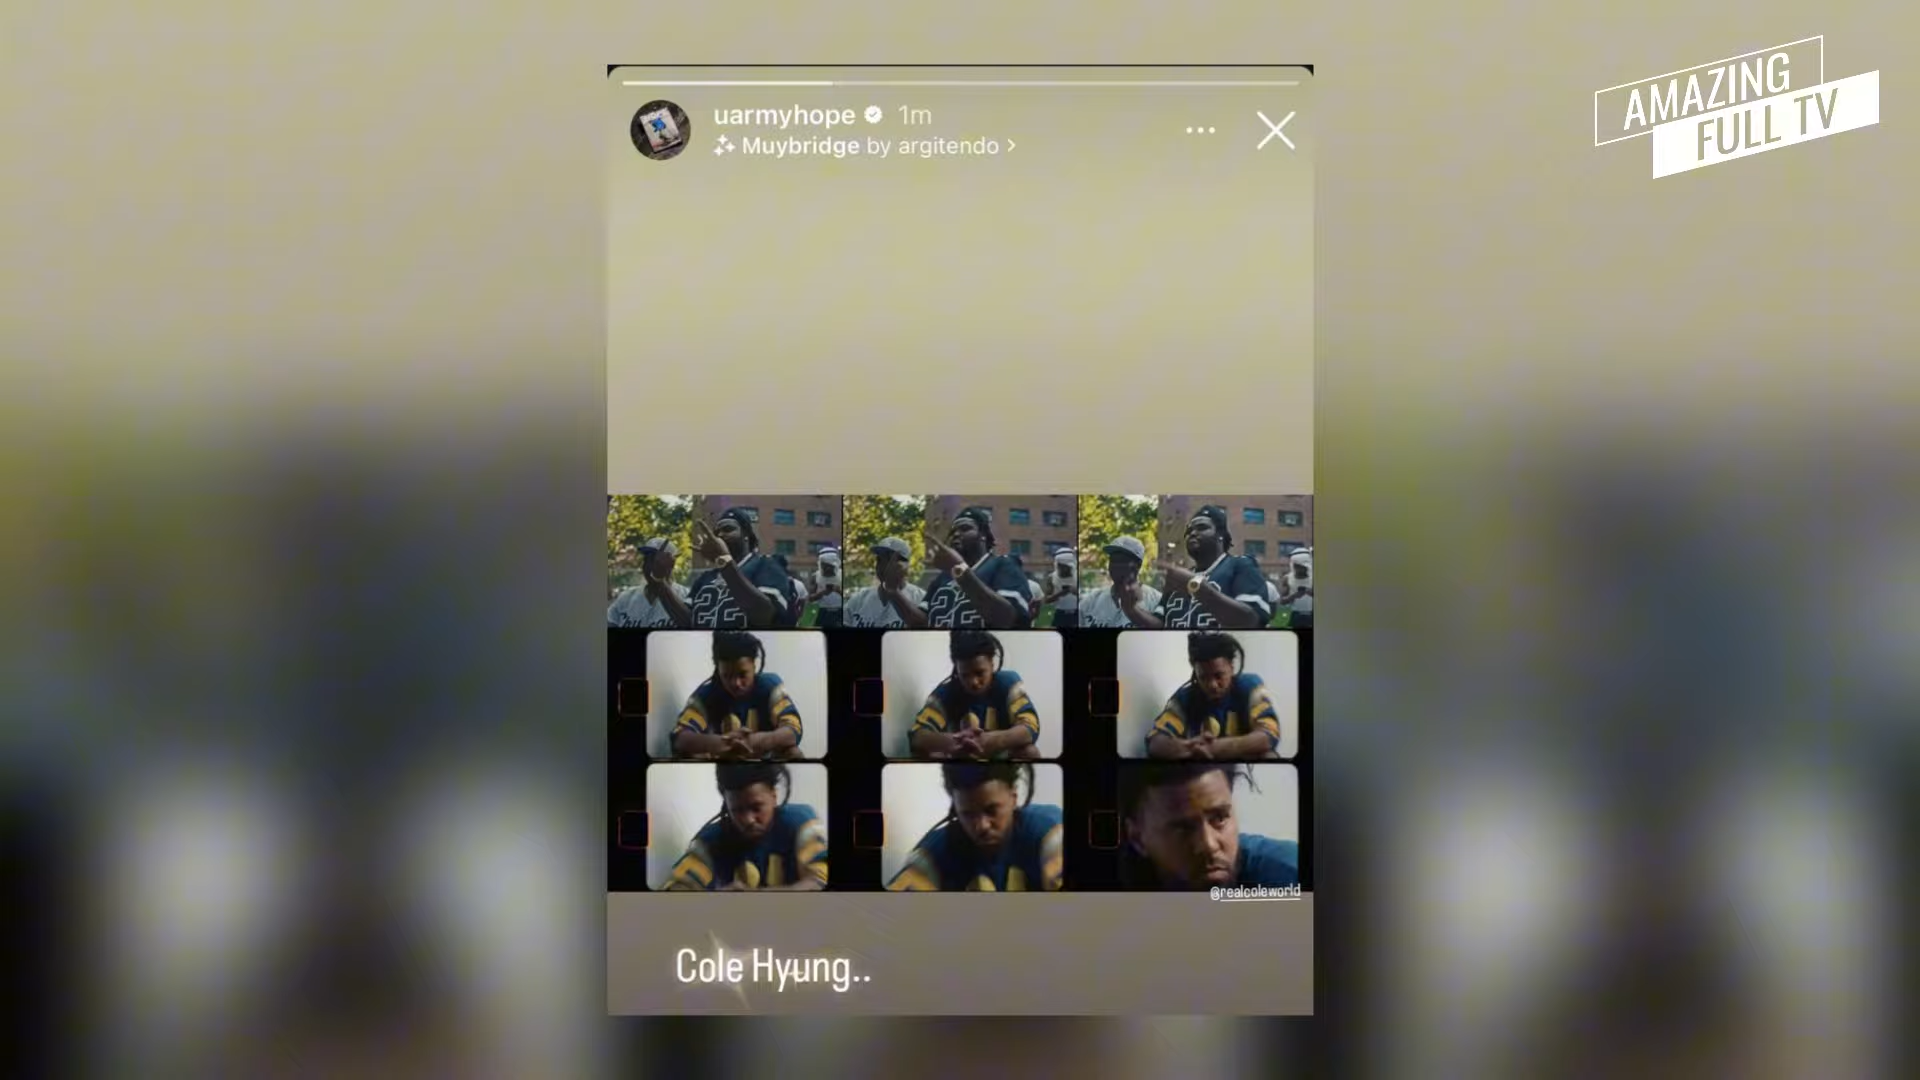 AMAZING
FULL TV
uarmyhope 1m
Muybridge by argitendo >
@realcoleworld
Cole Hyung..